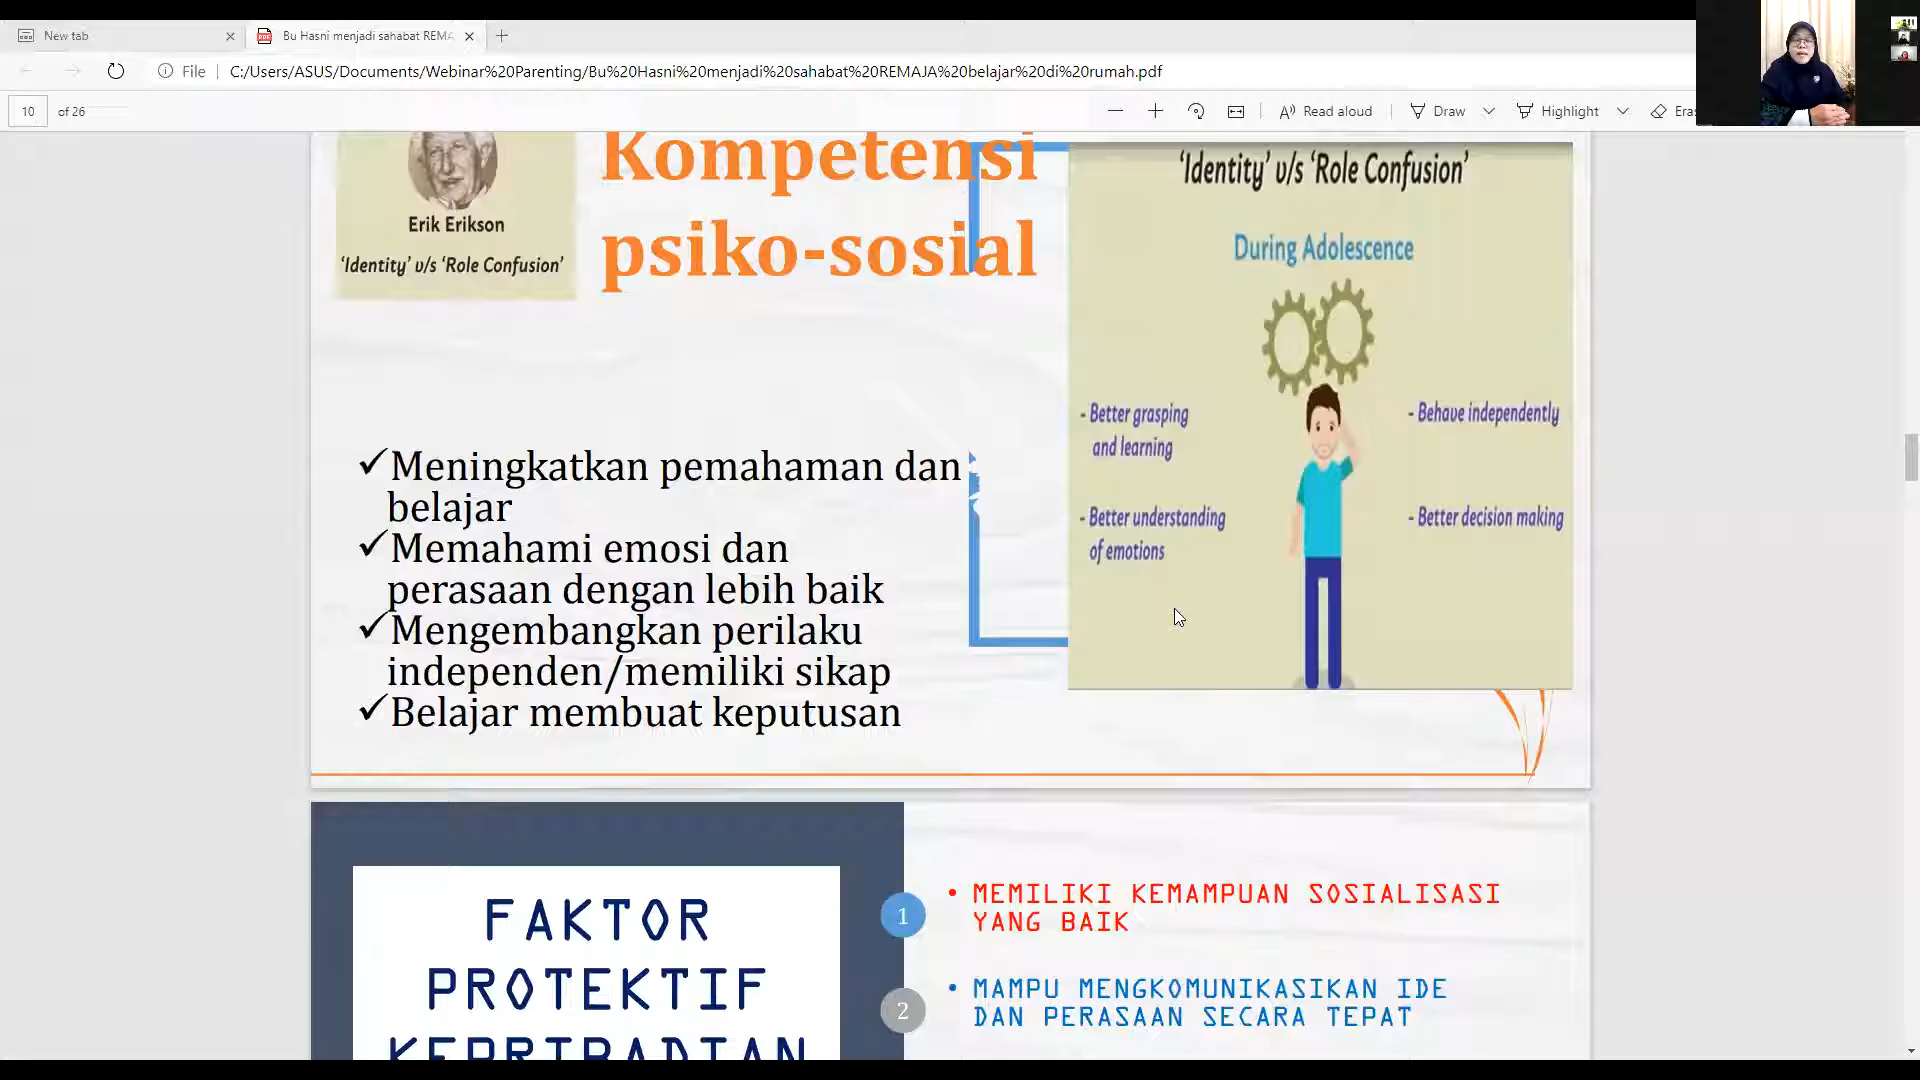 New tab
Bu Hasni menjadi sahabat REMA
File
C:/Users/ASUS/Documents/Webinar%20Parenting/Bu%20Hasni%20menjadi%20sahabat%20REMAJA%20belajar%20di%20rumah.pdf
10 of 26
Read aloud
Draw
Highlight
Eras
Erik Erikson
‘Identity’ v/s ‘Role Confusion’
Kompetensi
psiko-sosial
✓Meningkatkan pemahaman dan
belajar
✓Memahami emosi dan
perasaan dengan lebih baik
✓Mengembangkan perilaku
independen/memiliki sikap
✓Belajar membuat keputusan
‘Identity’ v/s ‘Role Confusion’
During Adolescence
- Better grasping
and learning
- Better understanding
of emotions
- Behave independently
- Better decision making
FAKTOR
PROTEKTIF
KEPRIBADIAN
1
• MEMILIKI KEMAMPUAN SOSIALISASI
YANG BAIK
2
• MAMPU MENGKOMUNIKASIKAN IDE
DAN PERASAAN SECARA TEPAT